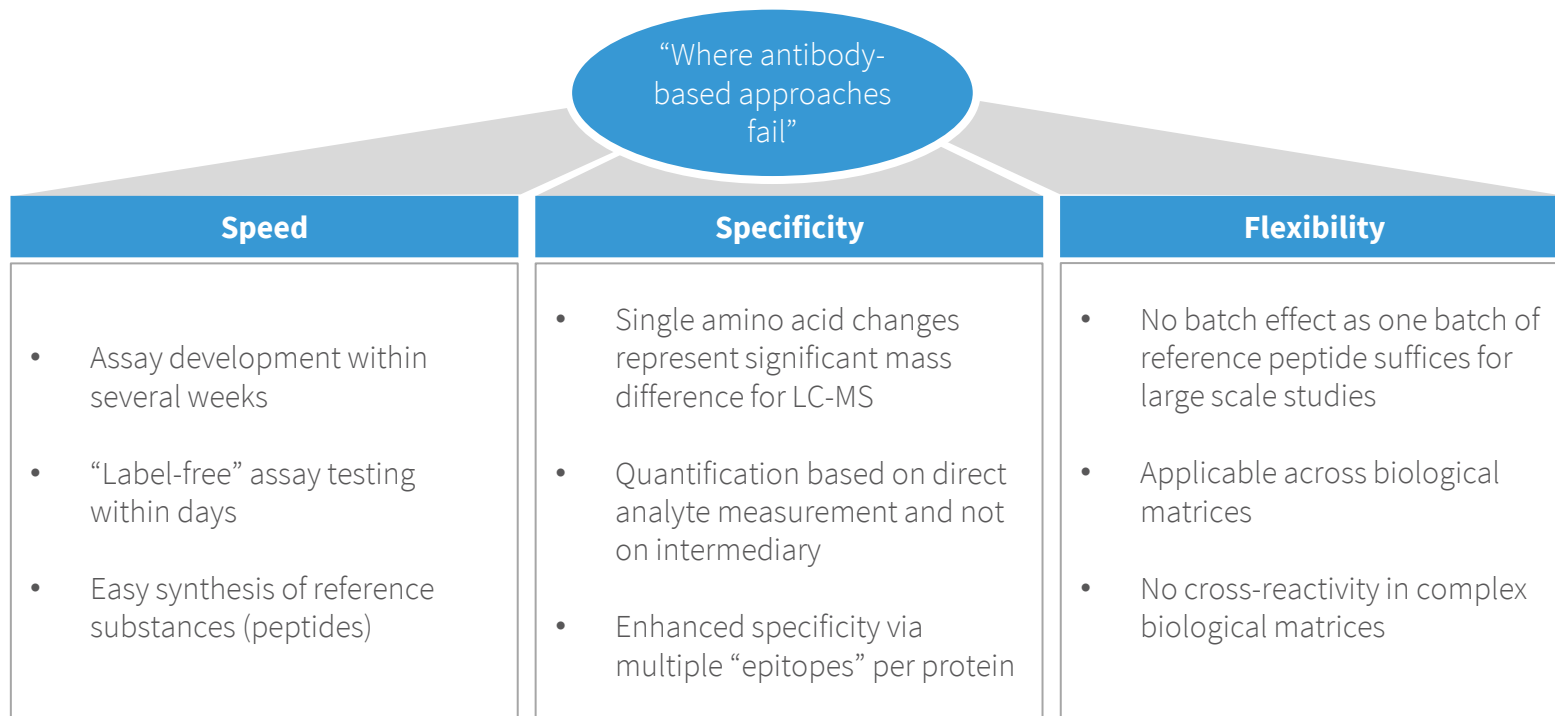 “Where antibody-
based approaches
fail”
Speed
• Assay development within
several weeks
• “Label-free” assay testing
within days
• Easy synthesis of reference
substances (peptides)
Specificity
• Single amino acid changes
represent significant mass
difference for LC-MS
• Quantification based on direct
analyte measurement and not
on intermediary
• Enhanced specificity via
multiple “epitopes” per protein
Flexibility
• No batch effect as one batch of
reference peptide suffices for
large scale studies
• Applicable across biological
matrices
• No cross-reactivity in complex
biological matrices